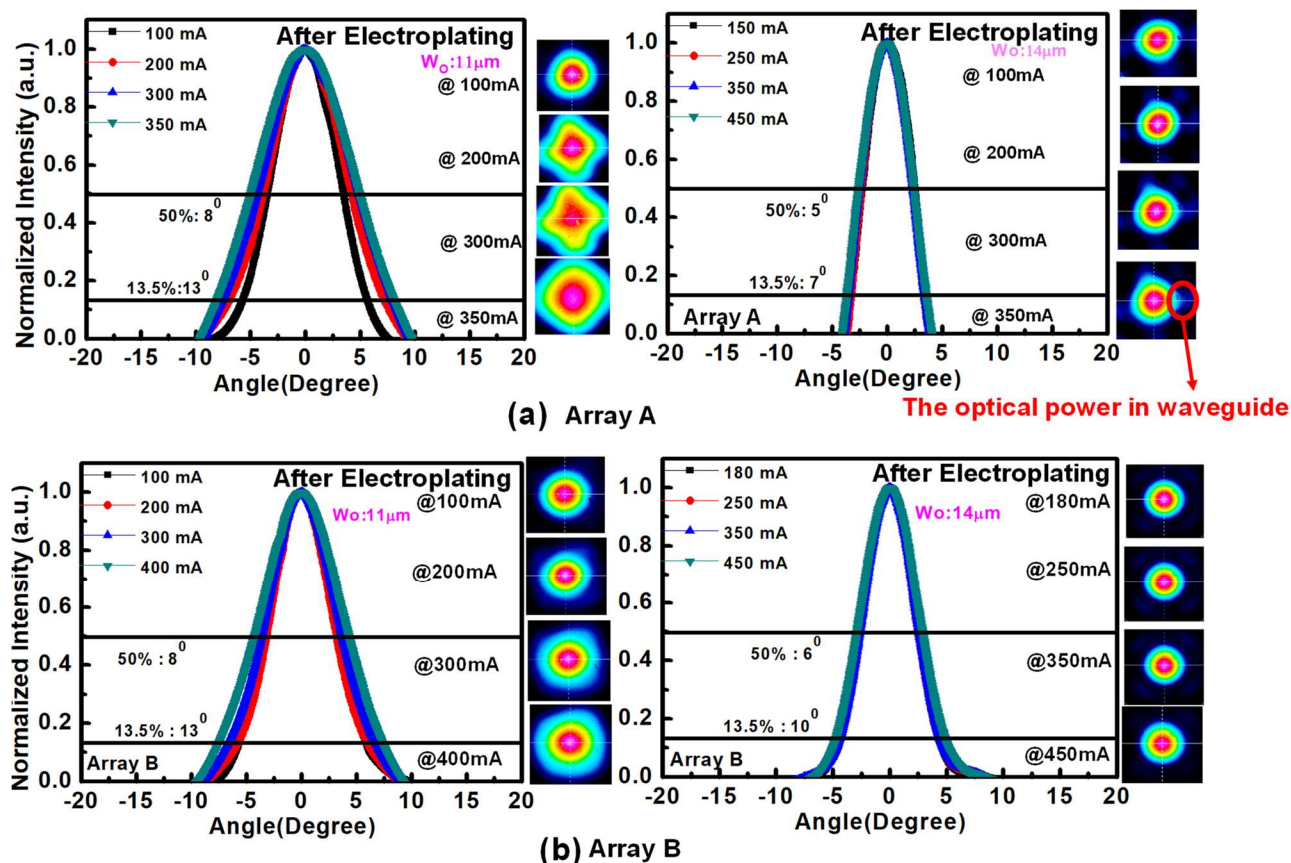 (a)
After Electroplating
100 mA
200 mA
300 mA
350 mA
Wo:11μm
@ 100mA
@ 200mA
50%: 8⁰
@ 300mA
13.5%:13⁰
@ 350mA
Normalized Intensity (a.u.)
1.0
0.8
0.6
0.4
0.2
0.0
-20 -15 -10 -5 0 5 10 15 20
Angle(Degree)
After Electroplating
150 mA
250 mA
350 mA
450 mA
Wo:14μm
@ 100mA
@ 200mA
50%: 5⁰
@ 300mA
13.5%: 7⁰
Array A
@ 350mA
1.0
0.8
0.6
0.4
0.2
0.0
-20 -15 -10 -5 0 5 10 15 20
Angle(Degree)
The optical power in waveguide
(a) Array A
(b)
After Electroplating
100 mA
200 mA
300 mA
400 mA
Wo:11μm
@100mA
@200mA
50% : 8⁰
@300mA
13.5% : 13⁰
Array B
@400mA
Normalized Intensity (a.u.)
1.0
0.8
0.6
0.4
0.2
0.0
-20 -15 -10 -5 0 5 10 15 20
Angle(Degree)
After Electroplating
180 mA
250 mA
350 mA
450 mA
Wo:14μm
@180mA
@250mA
50% : 6⁰
@350mA
13.5% : 10⁰
Array B
@450mA
1.0
0.8
0.6
0.4
0.2
0.0
-20 -15 -10 -5 0 5 10 15 20
Angle(Degree)
(b) Array B